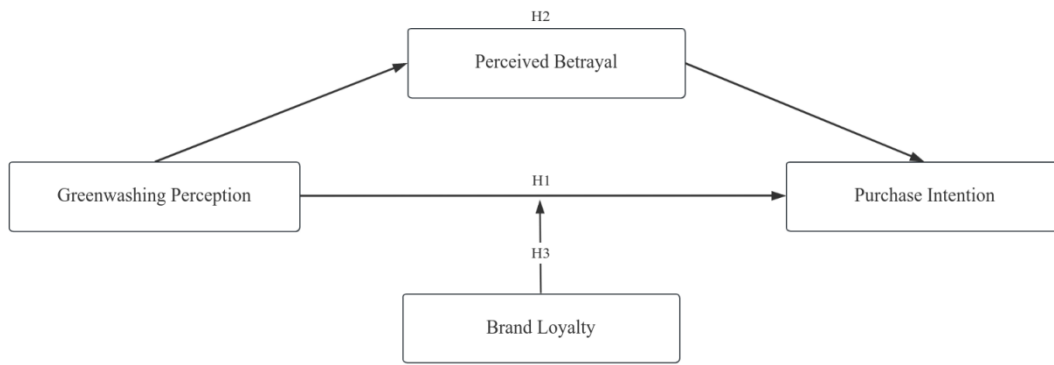 H2
Perceived Betrayal
H1
Greenwashing Perception
Purchase Intention
H3
Brand Loyalty